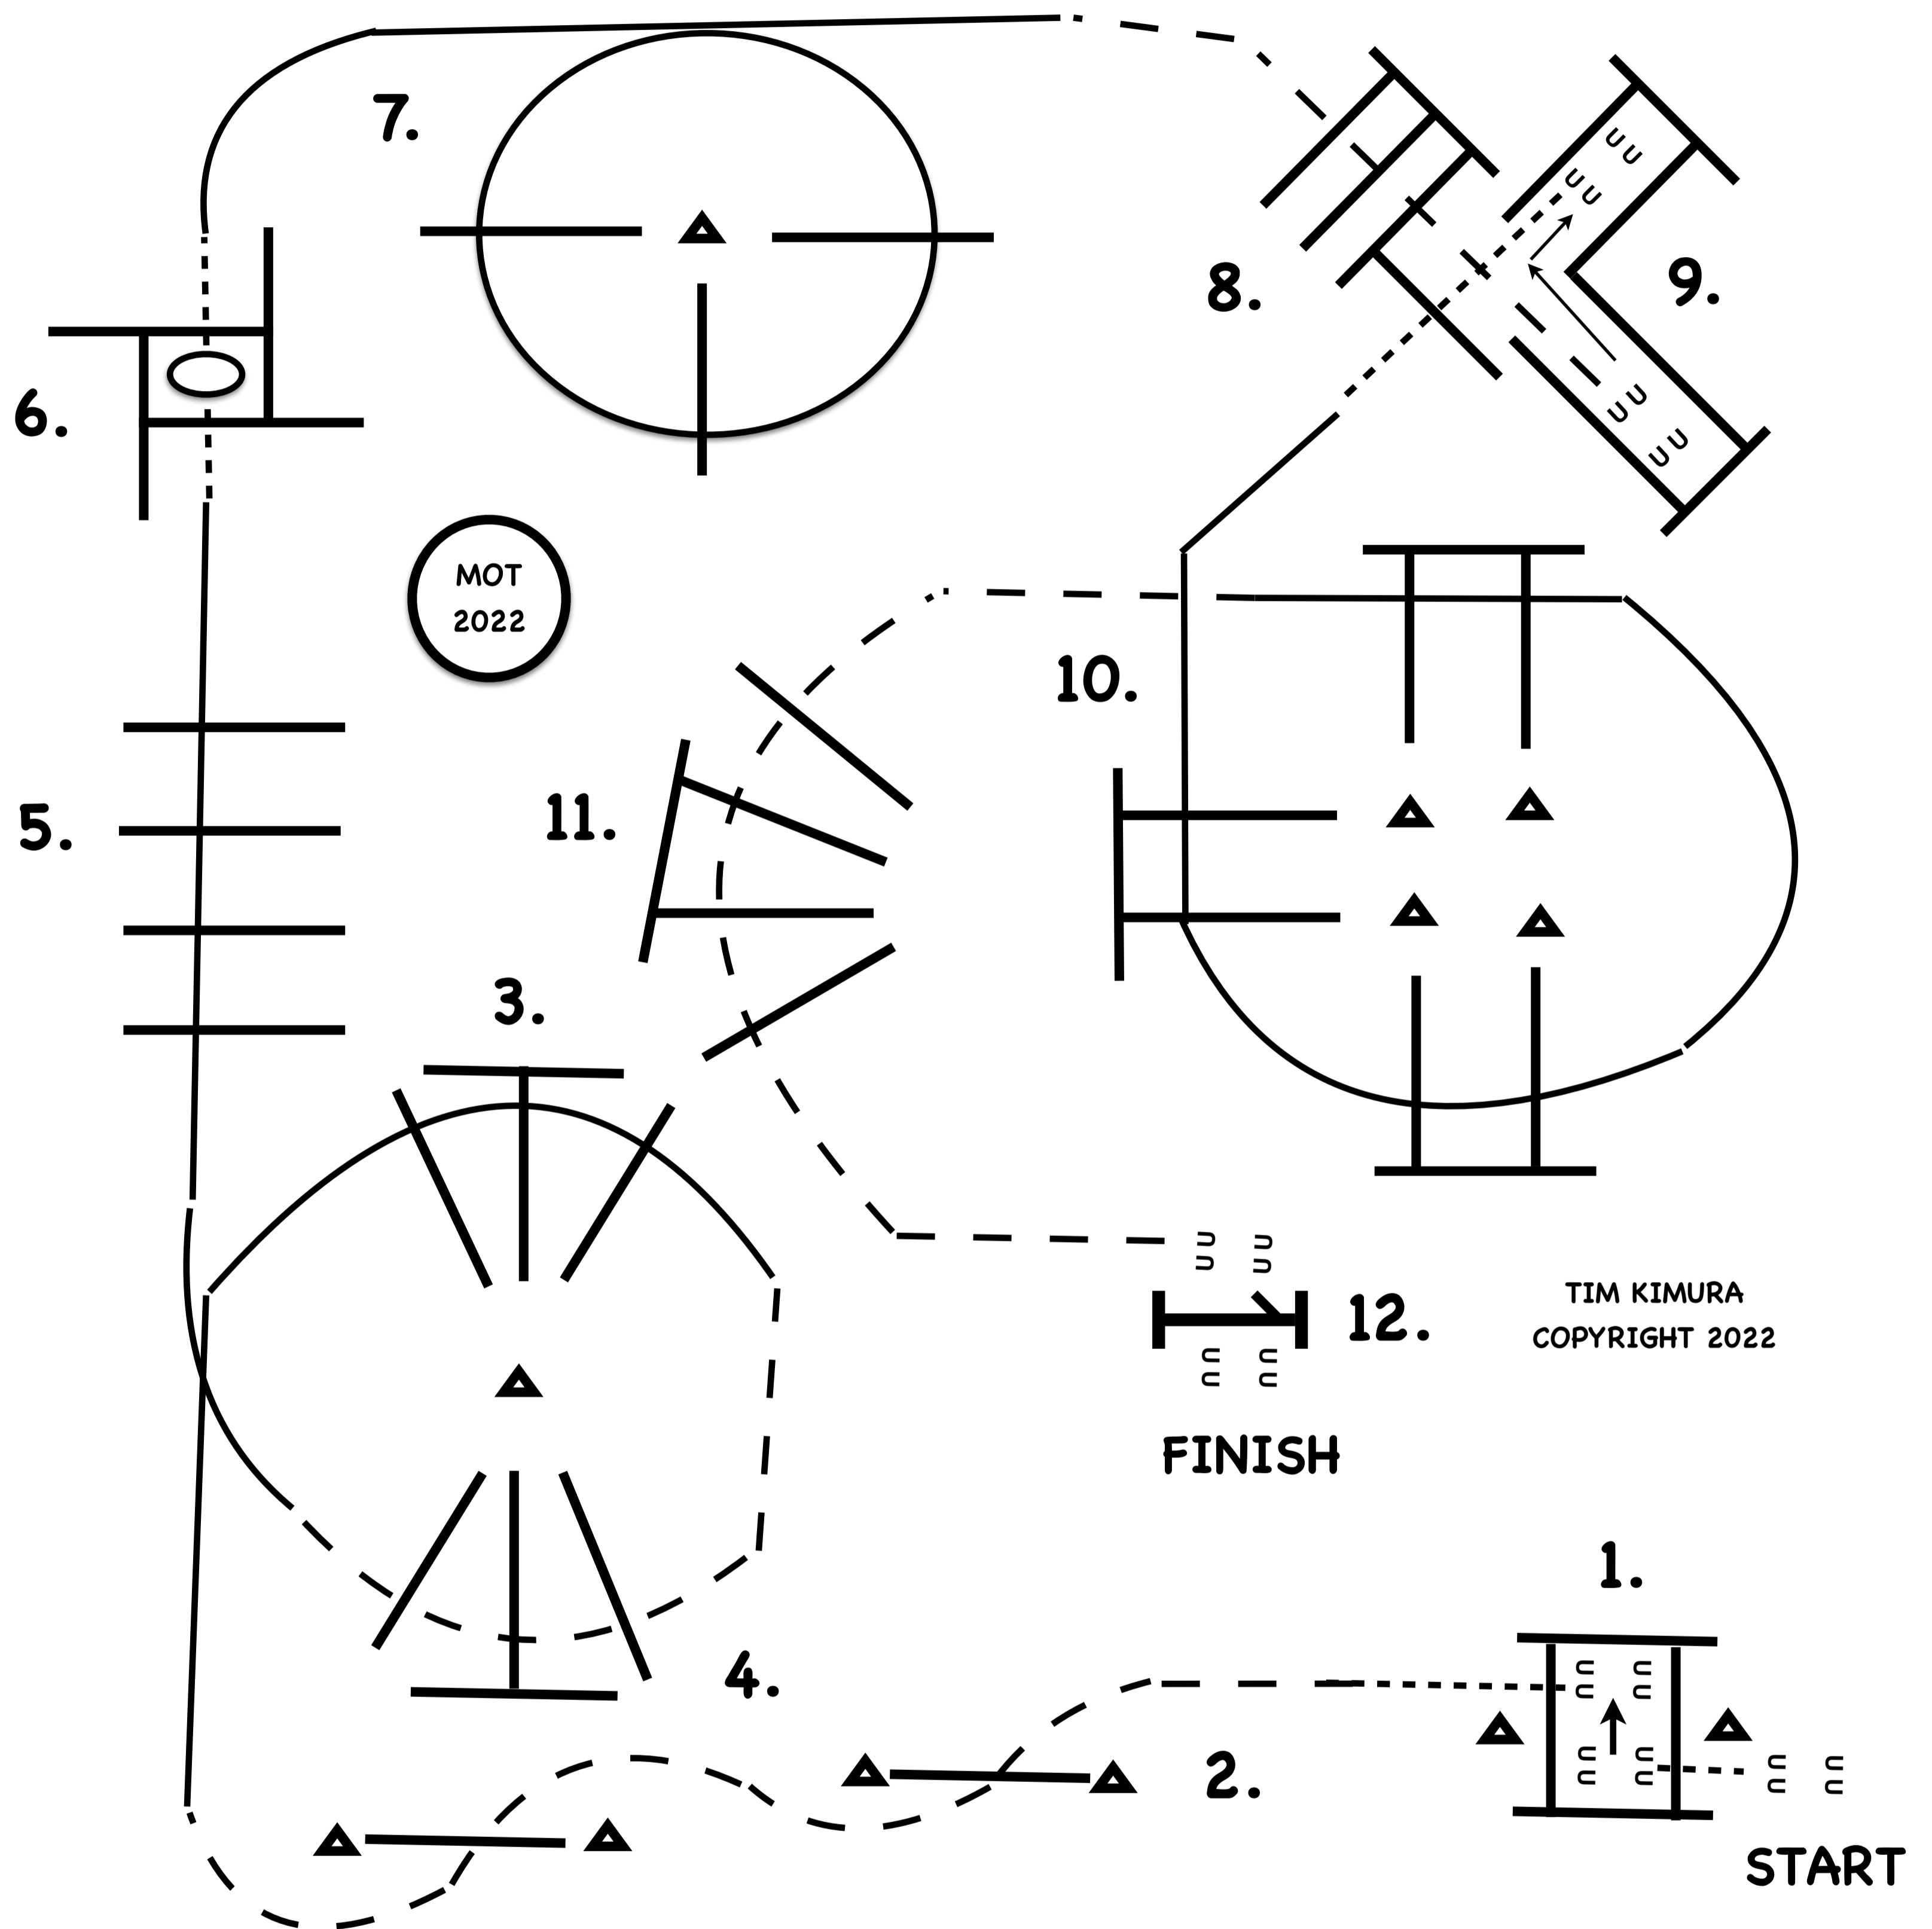 7.
8.
9.
6.
MOT
2022
10.
11.
5.
3.
12.
TIM KIMURA
COPYRIGHT 2022
FINISH
1.
4.
2.
START